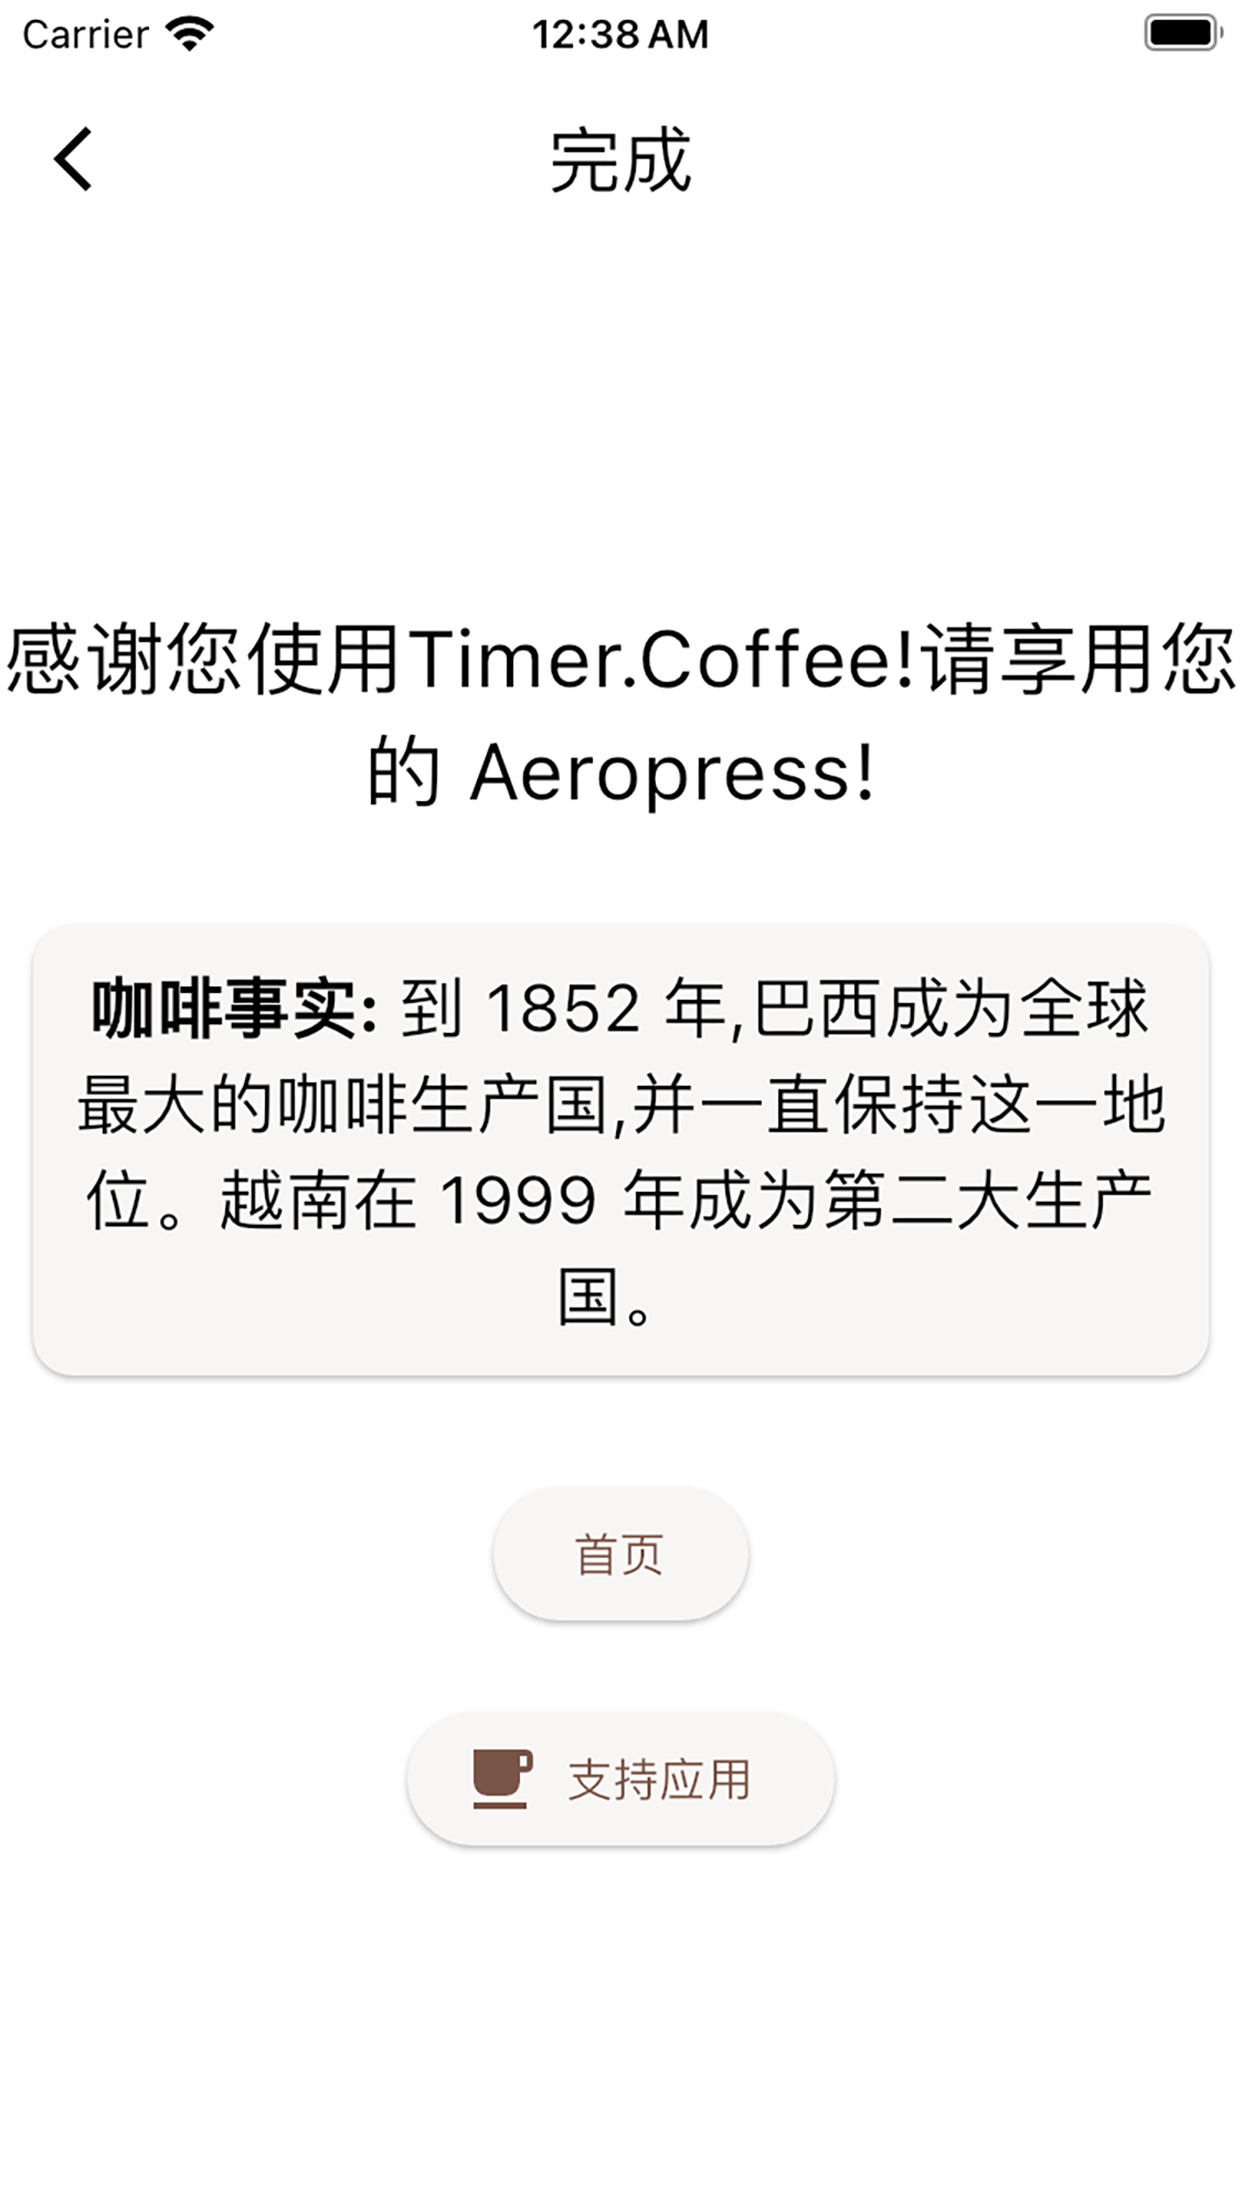 Carrier 12:38 AM
完成
感谢您使用Timer.Coffee!请享用您
的 Aeropress!
咖啡事实: 到 1852 年,巴西成为全球
最大的咖啡生产国,并一直保持这一地
位。越南在 1999 年成为第二大生产
国。
首页
支持应用